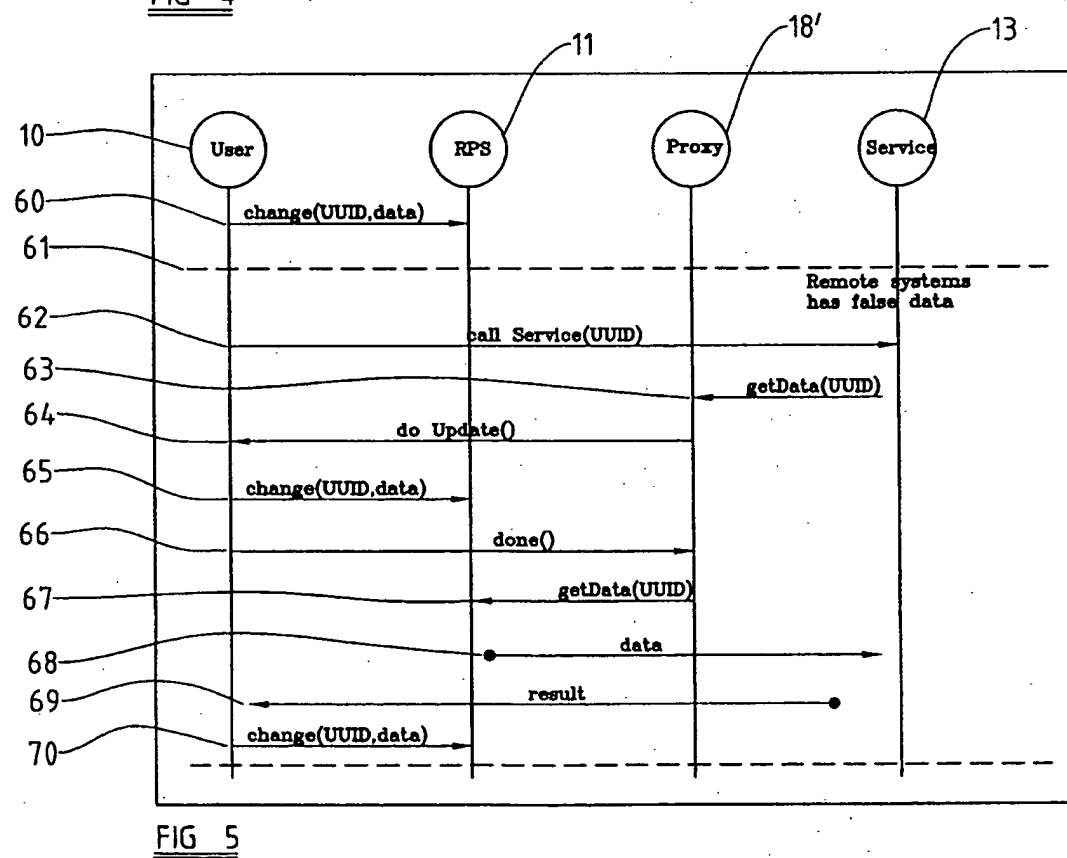 FIG 4
11
18'
13
10
User
RPS
Proxy
Service
60
change(UUID,data)
61
Remote systems
has false data
62
call Service(UUID)
63
getData(UUID)
64
do Update()
65
change(UUID,data)
66
done()
67
getData(UUID)
68
data
69
result
70
change(UUID,data)
FIG 5